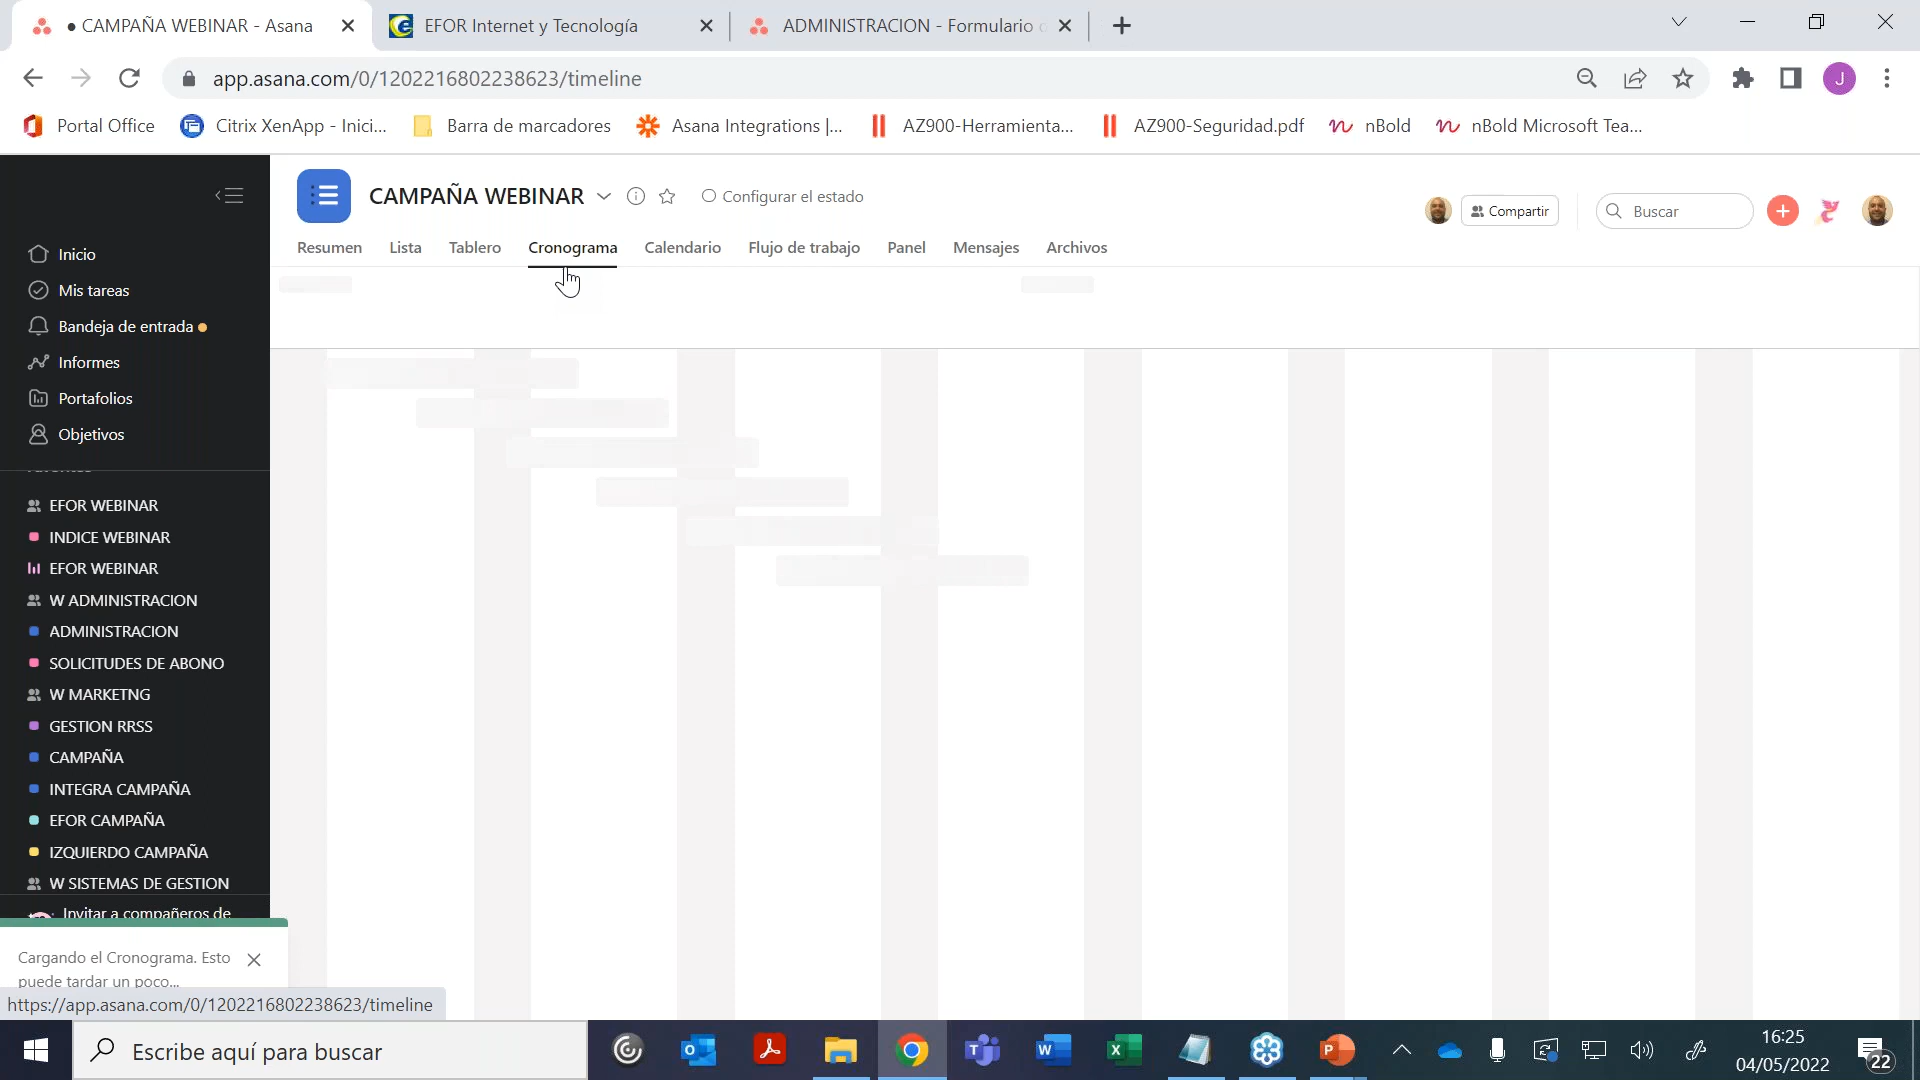 ● CAMPAÑA WEBINAR - Asana
EFOR Internet y Tecnología
ADMINISTRACION - Formulario
app.asana.com/0/1202216802238623/timeline
J
Portal Office
Citrix XenApp - Inici...
Barra de marcadores
Asana Integrations |...
AZ900-Herramienta...
AZ900-Seguridad.pdf
nBold
nBold Microsoft Tea...
CAMPAÑA WEBINAR
Configurar el estado
Compartir
Buscar
Resumen
Lista
Tablero
Cronograma
Calendario
Flujo de trabajo
Panel
Mensajes
Archivos
Inicio
Mis tareas
Bandeja de entrada
Informes
Portafolios
Objetivos
EFOR WEBINAR
INDICE WEBINAR
EFOR WEBINAR
W ADMINISTRACION
ADMINISTRACION
SOLICITUDES DE ABONO
W MARKETNG
GESTION RRSS
CAMPAÑA
INTEGRA CAMPAÑA
EFOR CAMPAÑA
IZQUIERDO CAMPAÑA
W SISTEMAS DE GESTION
Invitar a compañeros de
Cargando el Cronograma. Esto
puede tardar un poco...
https://app.asana.com/0/1202216802238623/timeline
Escribe aquí para buscar
16:25
04/05/2022
22